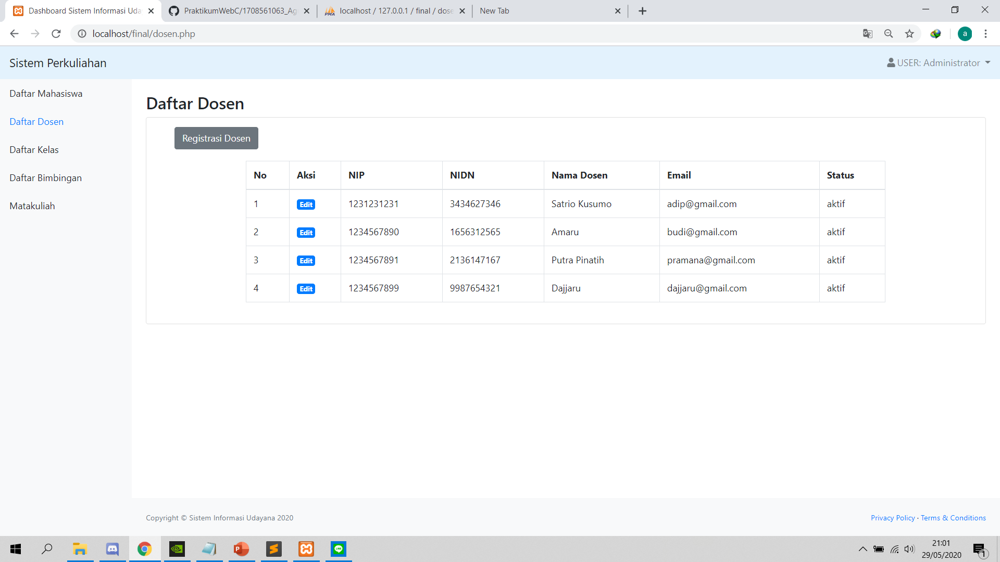 Dashboard Sistem Informasi Uda
PraktikumWebC/1708561063_Ag
localhost / 127.0.0.1 / final / dose
New Tab
localhost/final/dosen.php
a
Sistem Perkuliahan
USER: Administrator
Daftar Mahasiswa
Daftar Dosen
Daftar Kelas
Daftar Bimbingan
Matakuliah
Daftar Dosen
Registrasi Dosen
No Aksi NIP NIDN Nama Dosen Email Status
1 Edit 1231231231 3434627346 Satrio Kusumo adip@gmail.com aktif
2 Edit 1234567890 1656312565 Amaru budi@gmail.com aktif
3 Edit 1234567891 2136147167 Putra Pinatih pramana@gmail.com aktif
4 Edit 1234567899 9987654321 Dajjaru dajjaru@gmail.com aktif
Copyright © Sistem Informasi Udayana 2020
Privacy Policy · Terms & Conditions
21:01
29/05/2020
1